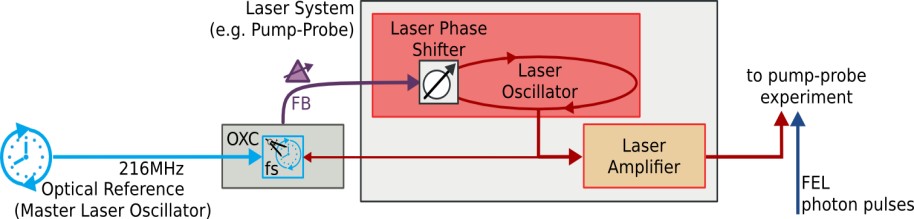 Laser System
(e.g. Pump-Probe)
Laser Phase
Shifter
Laser
Oscillator
FB
OXC
fs
216MHz
Optical Reference
(Master Laser Oscillator)
Laser
Amplifier
to pump-probe
experiment
FEL
photon pulses